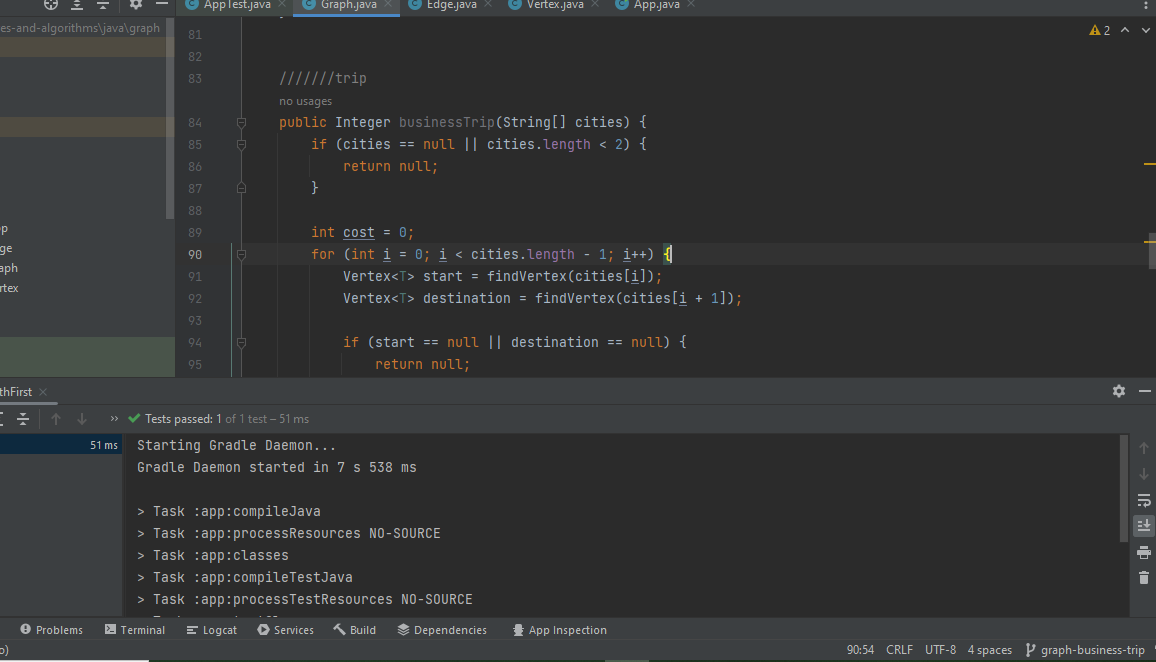 AppTest.java Graph.java Edge.java Vertex.java App.java
es-and-algorithms\java\graph
81
2
82
83 ///////trip
no usages
84 public Integer businessTrip(String[] cities) {
85 if (cities == null || cities.length < 2) {
86 return null;
87 }
88
89 int cost = 0;
90 for (int i = 0; i < cities.length - 1; i++) {
91 Vertex<T> start = findVertex(cities[i]);
92 Vertex<T> destination = findVertex(cities[i + 1]);
93
94 if (start == null || destination == null) {
95 return null;
pp
ge
aph
rtex
thFirst
>> Tests passed: 1 of 1 test – 51 ms
51 ms
Starting Gradle Daemon...
Gradle Daemon started in 7 s 538 ms
> Task :app:compileJava
> Task :app:processResources NO-SOURCE
> Task :app:classes
> Task :app:compileTestJava
> Task :app:processTestResources NO-SOURCE
Problems Terminal Logcat Services Build Dependencies App Inspection
o) 90:54 CRLF UTF-8 4 spaces graph-business-trip